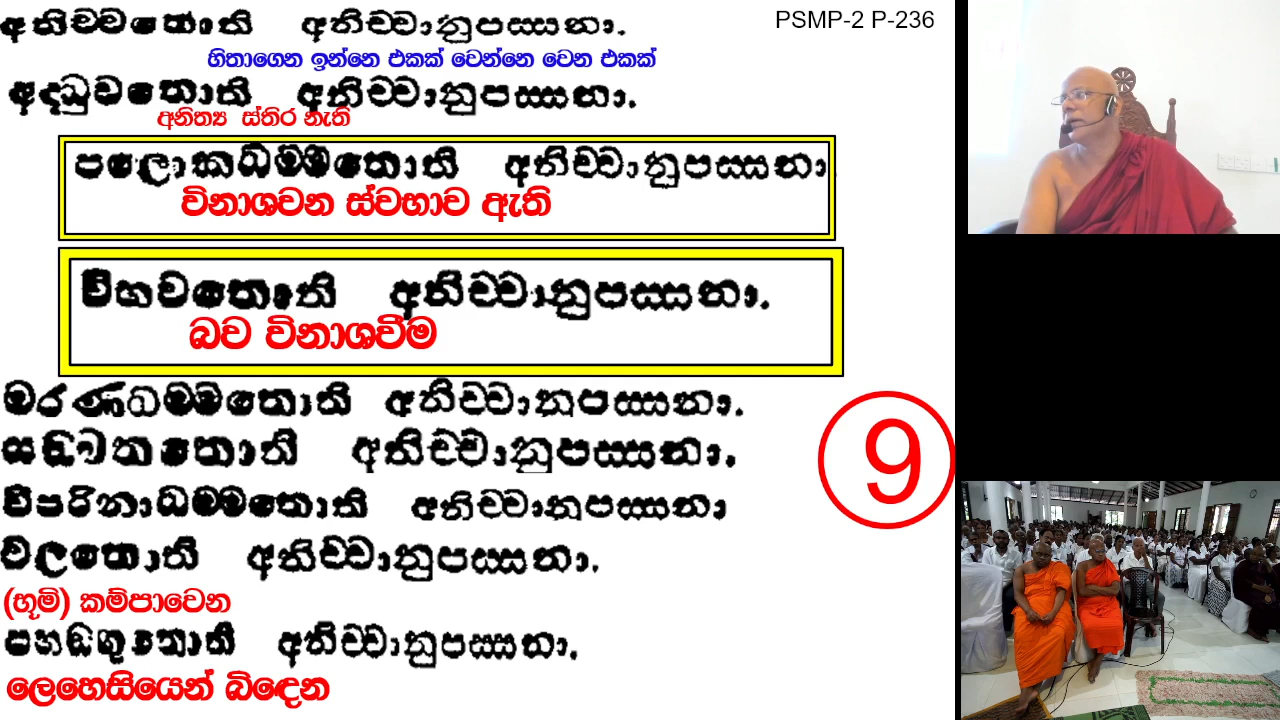 අනිච්චතොති අනිච්චානුපස්සනා.
PSMP-2 P-236
හිතාගෙන ඉන්නෙ එකක් වෙන්නෙ වෙන එකක්
අද්ධුවතොති අනිච්චානුපස්සනා.
අනිත්‍ය ස්තිර නැති
පලොකධම්මතොති අනිච්චානුපස්සනා.
විනාශවන ස්වභාව ඇති
විභවතොති අනිච්චානුපස්සනා.
බව විනාශවීම
මරණධම්මතොති අනිච්චානුපස්සනා.
සඞ්ඛතතොති අනිච්චානුපස්සනා.
9
විපරිනාධම්මතොති අනිච්චානුපස්සනා
චලතොති අනිච්චානුපස්සනා.
(භූමි) කම්පාවෙන
පභඞ්ගුතොති අනිච්චානුපස්සනා.
ලෙහෙසියෙන් බිඳෙන